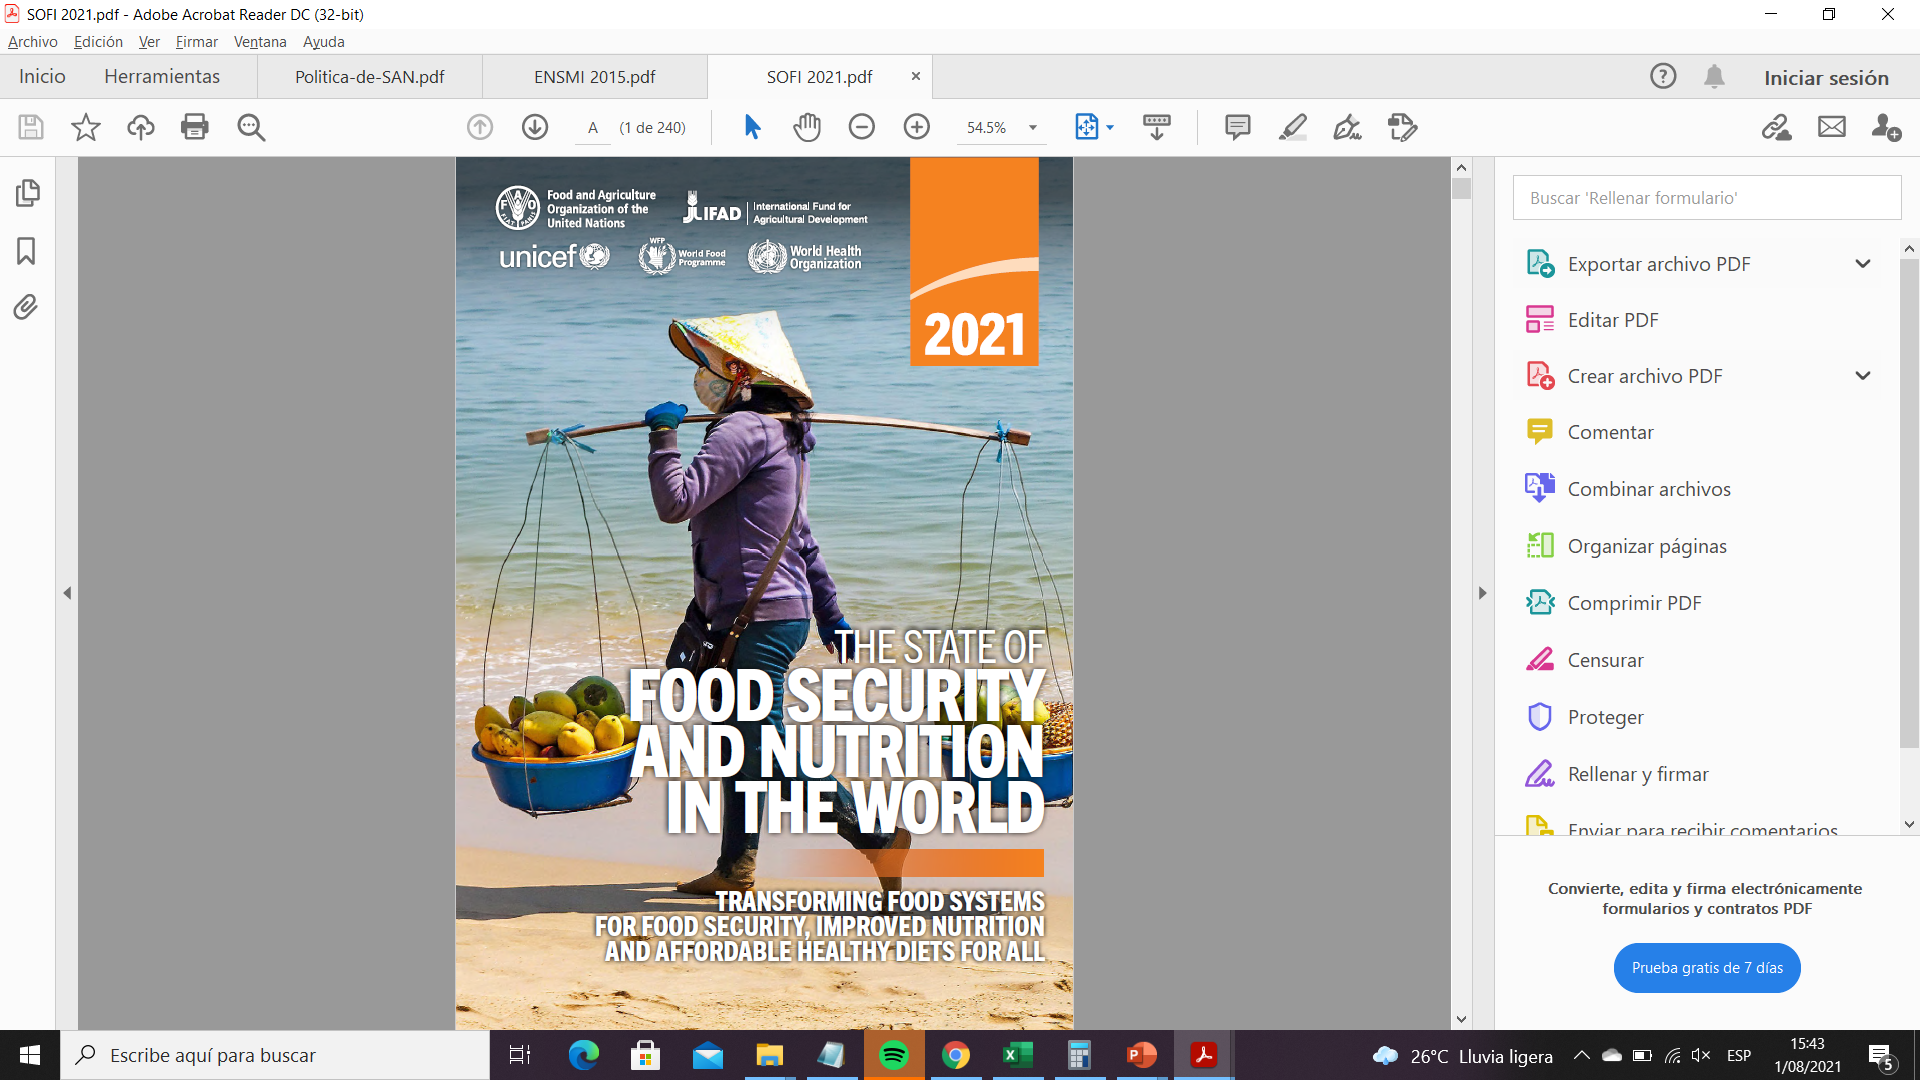 SOFI 2021.pdf - Adobe Acrobat Reader DC (32-bit)
Archivo Edición Ver Firmar Ventana Ayuda
Inicio Herramientas Politica-de-SAN.pdf ENSMI 2015.pdf SOFI 2021.pdf Iniciar sesión
A (1 de 240) 54.5%
Food and Agriculture
Organization of the
United Nations
FAO
FIAT PANIS
JLIFAD
International Fund for
Agricultural Development
unicef
WFP
World Food
Programme
World Health
Organization
2021
THE STATE OF
FOOD SECURITY
AND NUTRITION
IN THE WORLD
TRANSFORMING FOOD SYSTEMS
FOR FOOD SECURITY, IMPROVED NUTRITION
AND AFFORDABLE HEALTHY DIETS FOR ALL
Buscar 'Rellenar formulario'
Exportar archivo PDF
Editar PDF
Crear archivo PDF
Comentar
Combinar archivos
Organizar páginas
Comprimir PDF
Censurar
Proteger
Rellenar y firmar
Enviar para recibir comentarios
Convierte, edita y firma electrónicamente
formularios y contratos PDF
Prueba gratis de 7 días
Escribe aquí para buscar
26°C Lluvia ligera
ESP
15:43
1/08/2021
5